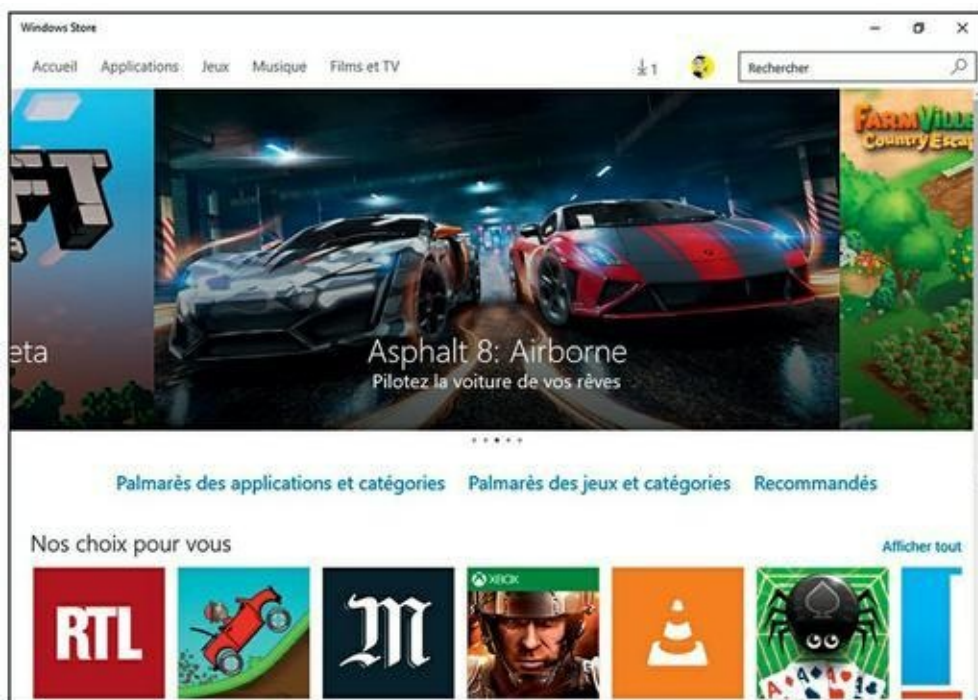 Windows Store
Accueil Applications Jeux Musique Films et TV 1 Rechercher
FT
FARMVILLE
Country Escap
eta
Asphalt 8: Airborne
Pilotez la voiture de vos rêves
Palmarès des applications et catégories Palmarès des jeux et catégories Recommandés
Nos choix pour vous
Afficher tout
RTL
M
XBOX
A